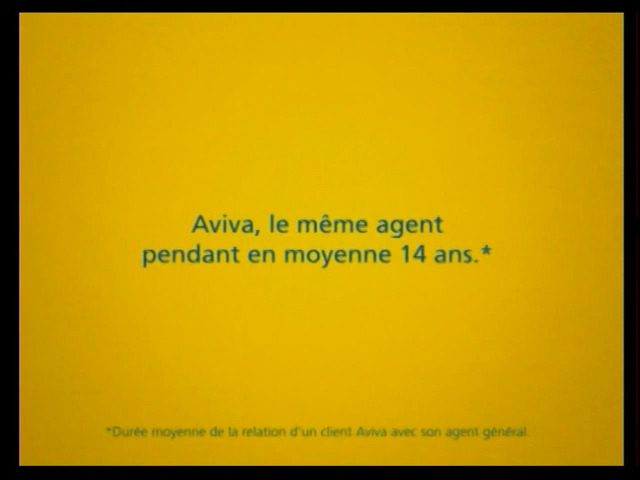 Aviva, le même agent
pendant en moyenne 14 ans.*
*Durée moyenne de la relation d'un client Aviva avec son agent général.